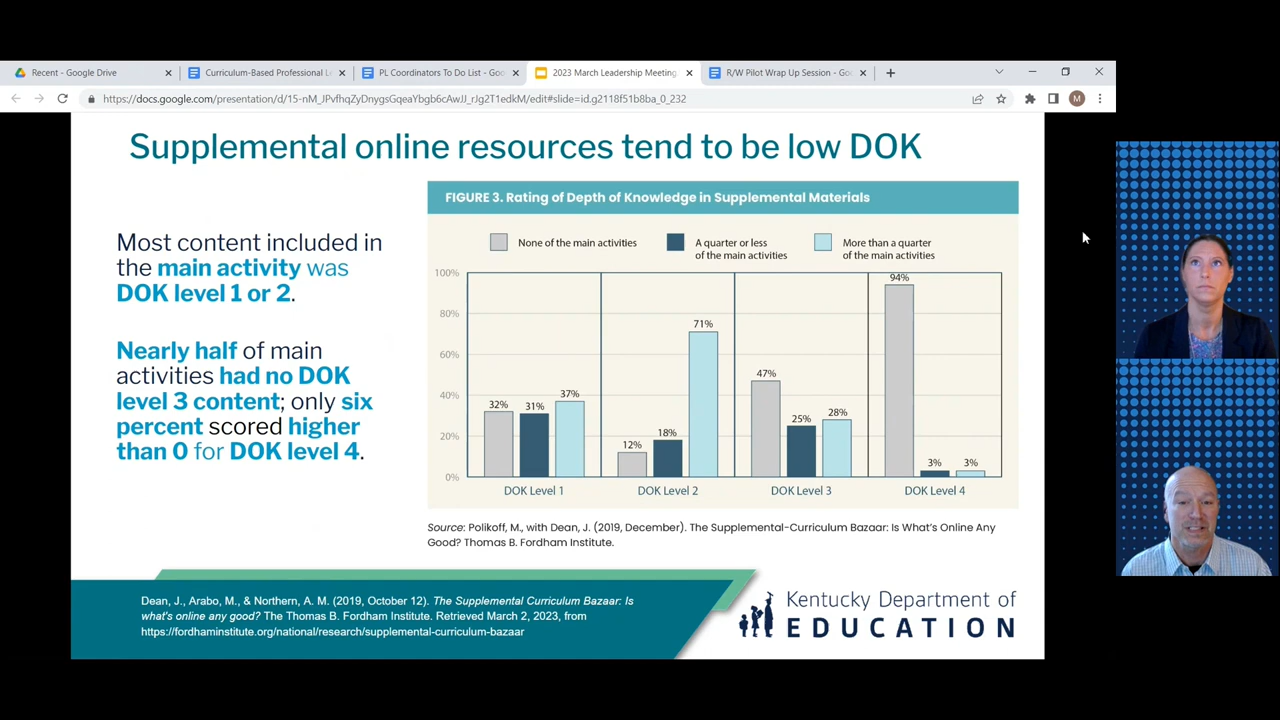 Recent - Google Drive
Curriculum-Based Professional Le
PL Coordinators To Do List - Goo
2023 March Leadership Meeting
R/W Pilot Wrap Up Session - Goo
https://docs.google.com/presentation/d/15-nM_JPvfhqZyDnygsGqeaYbgb6cAwJJ_rJg2T1edkM/edit#slide=id.g2118f51b8ba_0_232
M
Supplemental online resources tend to be low DOK
Most content included in
the main activity was
DOK level 1 or 2.
Nearly half of main
activities had no DOK
level 3 content; only six
percent scored higher
than 0 for DOK level 4.
FIGURE 3. Rating of Depth of Knowledge in Supplemental Materials
None of the main activities
A quarter or less
of the main activities
More than a quarter
of the main activities
100%
80%
60%
40%
20%
0%
32% 31% 37%
12% 18% 71%
47% 25% 28%
94% 3% 3%
DOK Level 1 DOK Level 2 DOK Level 3 DOK Level 4
Source: Polikoff, M., with Dean, J. (2019, December). The Supplemental-Curriculum Bazaar: Is What's Online Any
Good? Thomas B. Fordham Institute.
Dean, J., Arabo, M., & Northern, A. M. (2019, October 12). The Supplemental Curriculum Bazaar: Is
what's online any good? The Thomas B. Fordham Institute. Retrieved March 2, 2023, from
https://fordhaminstitute.org/national/research/supplemental-curriculum-bazaar
Kentucky Department of
EDUCATION